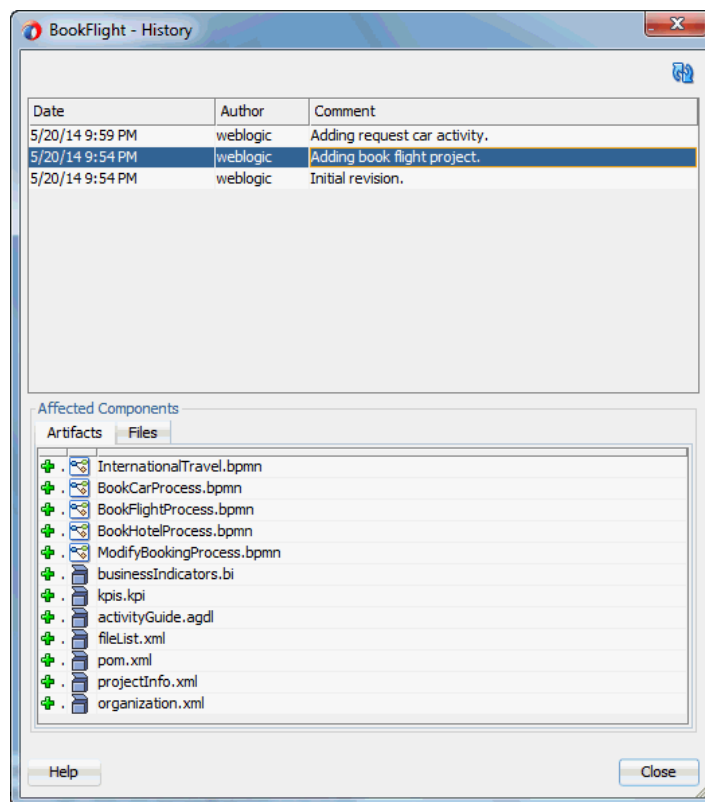 BookFlight - History
Date Author Comment
5/20/14 9:59 PM weblogic Adding request car activity.
5/20/14 9:54 PM weblogic Adding book flight project.
5/20/14 9:54 PM weblogic Initial revision.
Affected Components
Artifacts Files
InternationalTravel.bpmn
BookCarProcess.bpmn
BookFlightProcess.bpmn
BookHotelProcess.bpmn
ModifyBookingProcess.bpmn
businessIndicators.bi
kpis.kpi
activityGuide.agdl
fileList.xml
pom.xml
projectInfo.xml
organization.xml
Help Close